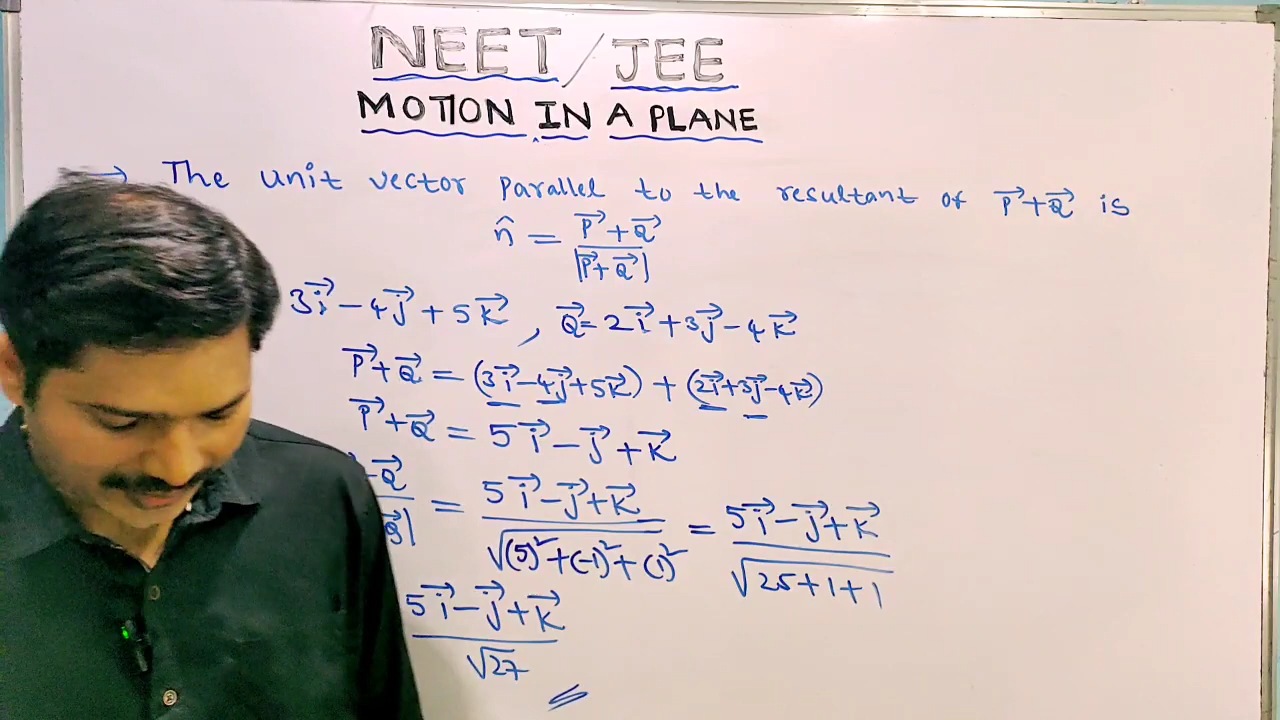 NEET/JEE
MOTION IN A PLANE
→ The unit vector parallel to the resultant of P⃗+Q⃗ is
n̂ = P⃗+Q⃗ / |P⃗+Q⃗|
3i⃗ - 4j⃗ + 5k⃗ , Q⃗ = 2i⃗ + 3j⃗ - 4k⃗
P⃗+Q⃗ = (3i⃗-4j⃗+5k⃗) + (2i⃗+3j⃗-4k⃗)
P⃗+Q⃗ = 5i⃗ - j⃗ + k⃗
Q⃗ / Q⃗| = 5i⃗-j⃗+k⃗ / √(5)²+(-1)²+(1)² = 5i⃗-j⃗+k⃗ / √25+1+1
5i⃗-j⃗+k⃗ / √27